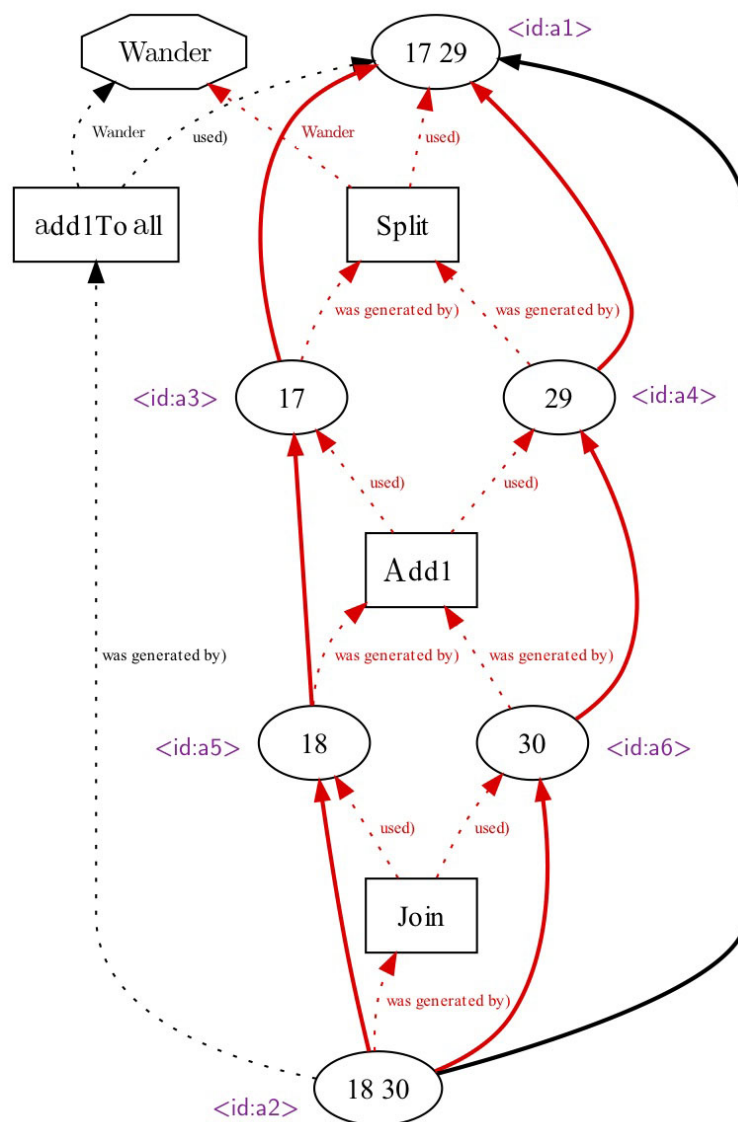 <id:a1>
Wander
17 29
Wander
used)
Wander
used)
add1To all
Split
was generated by)
was generated by)
<id:a3>
17
29
<id:a4>
used)
used)
Add1
was generated by)
was generated by)
was generated by)
<id:a5>
18
30
<id:a6>
used)
used)
Join
was generated by)
18 30
<id:a2>